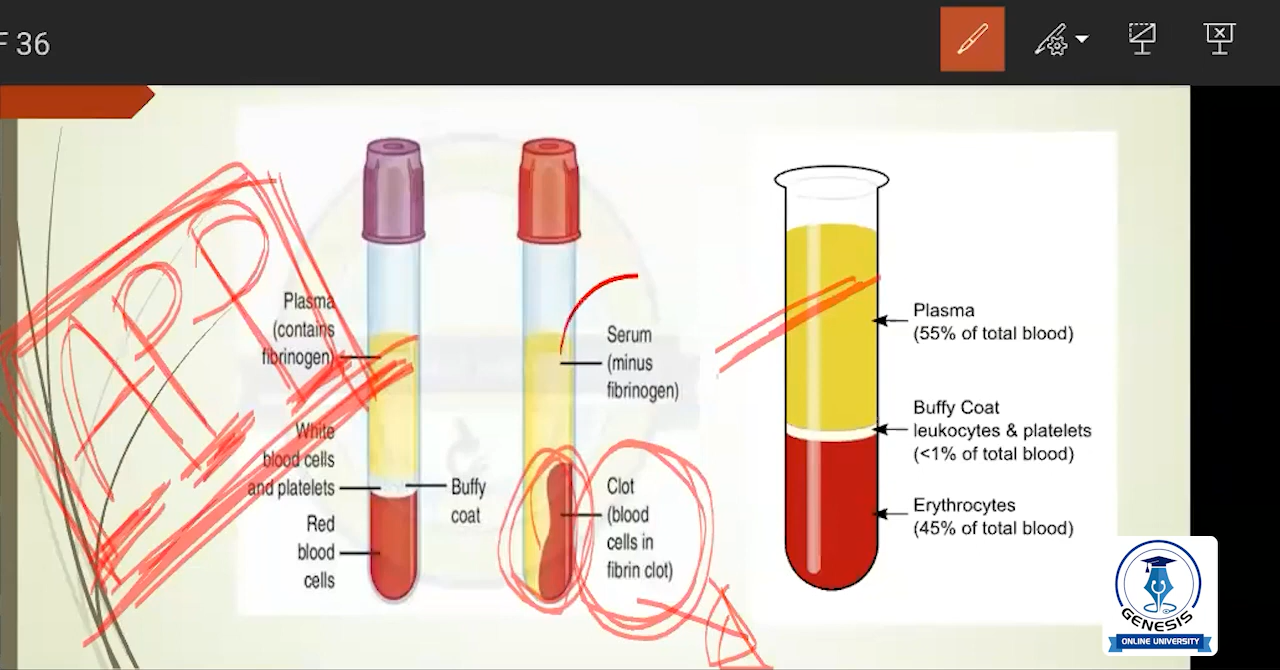 F 36
Plasma
(contains
fibrinogen)
White
blood cells
and platelets
Red
blood
cells
Buffy
coat
Serum
(minus
fibrinogen)
Clot
(blood
cells in
fibrin clot)
Plasma
(55% of total blood)
Buffy Coat
leukocytes & platelets
(<1% of total blood)
Erythrocytes
(45% of total blood)
GENESIS
ONLINE UNIVERSITY